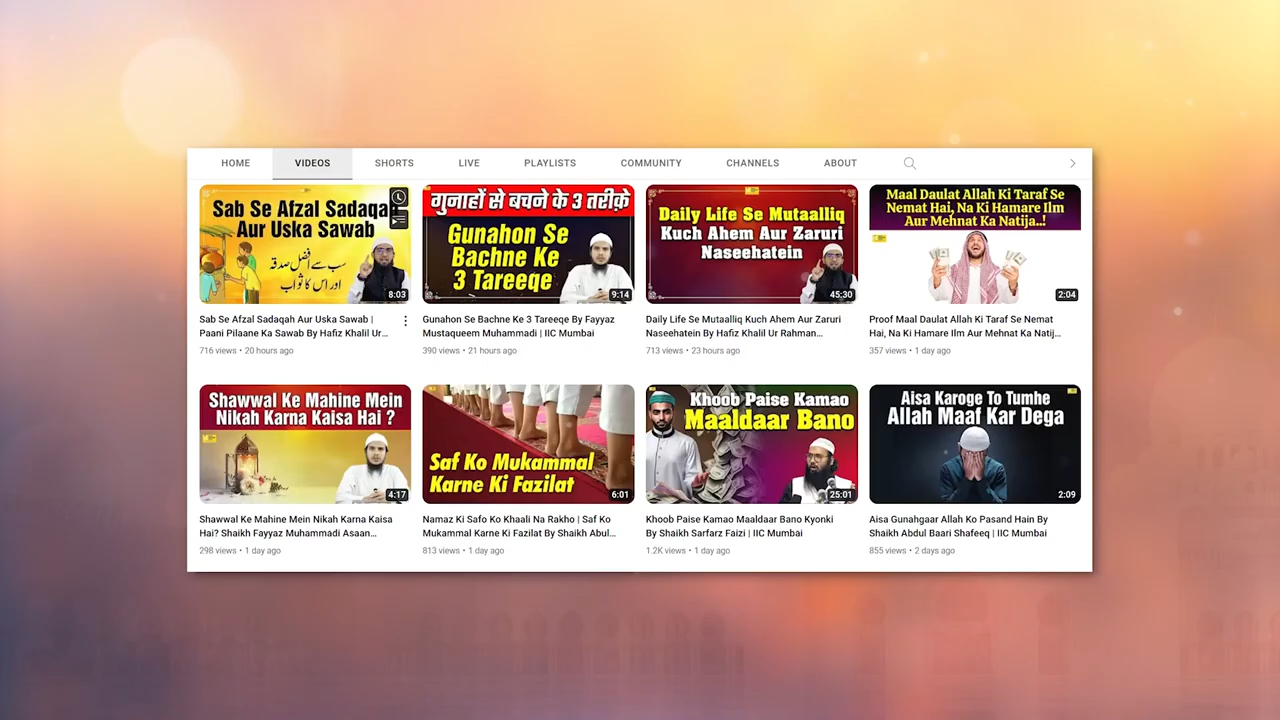 HOME VIDEOS SHORTS LIVE PLAYLISTS COMMUNITY CHANNELS ABOUT
Sab Se Afzal Sadaqa
Aur Uska Sawab
سب سے افضل صدقہ
اور اس کا ثواب
8:03
Sab Se Afzal Sadaqah Aur Uska Sawab |
Paani Pilaane Ka Sawab By Hafiz Khalil Ur...
716 views • 20 hours ago
गुनाहों से बचने के 3 तरीक़े
Gunahon Se
Bachne Ke
3 Tareeqe
9:14
Gunahon Se Bachne Ke 3 Tareeqe By Fayyaz
Mustaqueem Muhammadi | IIC Mumbai
390 views • 21 hours ago
Daily Life Se Mutaalliq
Kuch Ahem Aur Zaruri
Naseehatein
45:30
Daily Life Se Mutaalliq Kuch Ahem Aur Zaruri
Naseehatein By Hafiz Khalil Ur Rahman...
713 views • 23 hours ago
Maal Daulat Allah Ki Taraf Se
Nemat Hai, Na Ki Hamare Ilm
Aur Mehnat Ka Natija..!
2:04
Proof Maal Daulat Allah Ki Taraf Se Nemat
Hai, Na Ki Hamare Ilm Aur Mehnat Ka Natij...
357 views • 1 day ago
Shawwal Ke Mahine Mein
Nikah Karna Kaisa Hai ?
4:17
Shawwal Ke Mahine Mein Nikah Karna Kaisa
Hai? Shaikh Fayyaz Muhammadi Asaan...
298 views • 1 day ago
Saf Ko Mukammal
Karne Ki Fazilat
6:01
Namaz Ki Safo Ko Khaali Na Rakho | Saf Ko
Mukammal Karne Ki Fazilat By Shaikh Abul...
813 views • 1 day ago
Khoob Paise Kamao
Maaldaar Bano
25:01
Khoob Paise Kamao Maaldaar Bano Kyonki
By Shaikh Sarfarz Faizi | IIC Mumbai
1.2K views • 1 day ago
Aisa Karoge To Tumhe
Allah Maaf Kar Dega
2:09
Aisa Gunahgaar Allah Ko Pasand Hain By
Shaikh Abdul Baari Shafeeq | IIC Mumbai
855 views • 2 days ago